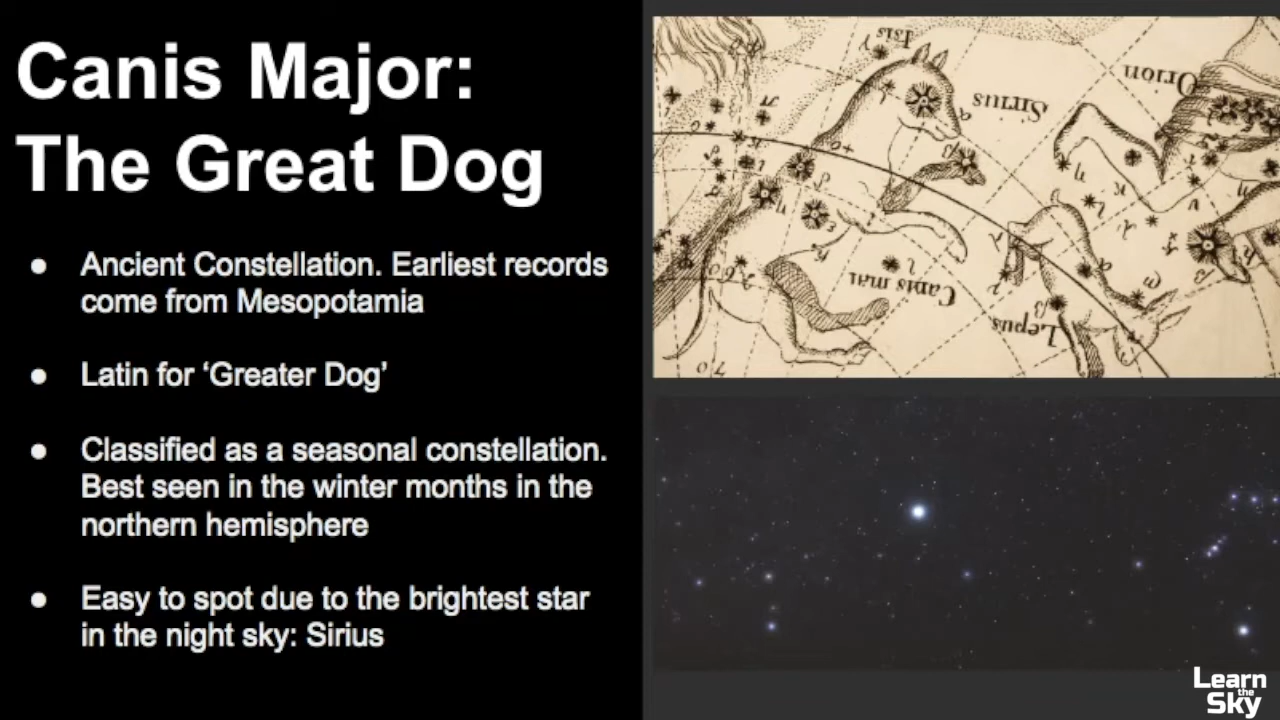 Canis Major:
The Great Dog
● Ancient Constellation. Earliest records
come from Mesopotamia
● Latin for ‘Greater Dog’
● Classified as a seasonal constellation.
Best seen in the winter months in the
northern hemisphere
● Easy to spot due to the brightest star
in the night sky: Sirius
Isis
Sirius
Orion
Canis mai
Lepus
70
Learn
the
Sky